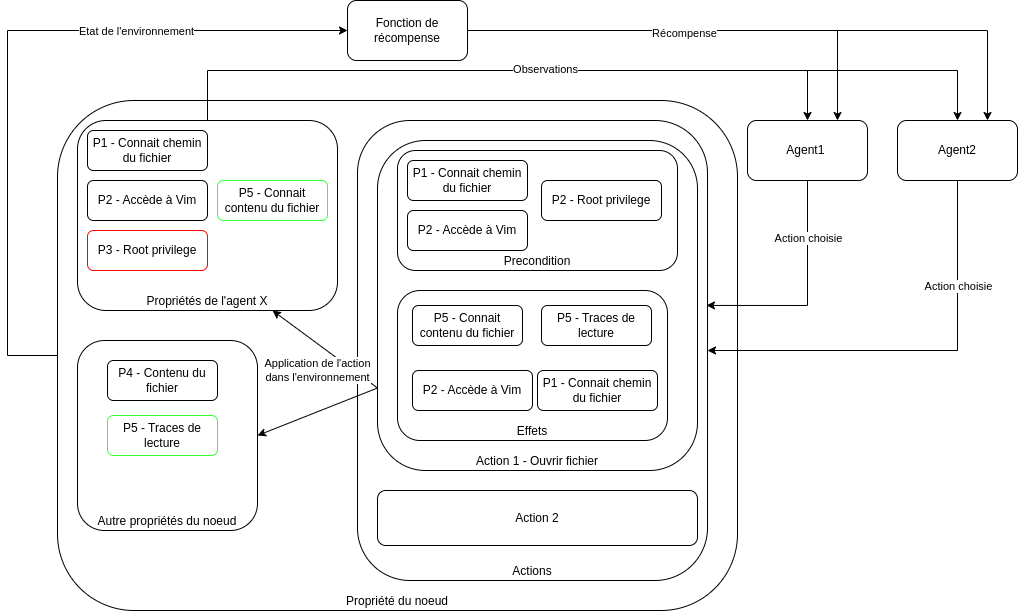 Fonction de
récompense
Etat de l'environnement
Récompense
Observations
Agent1
Agent2
P1 - Connait chemin
du fichier
P2 - Accède à Vim
P5 - Connait
contenu du fichier
P3 - Root privilege
Propriétés de l'agent X
P1 - Connait chemin
du fichier
P2 - Root privilege
P2 - Accède à Vim
Precondition
Action choisie
Action choisie
P5 - Connait
contenu du fichier
P5 - Traces de
lecture
P2 - Accède à Vim
P1 - Connait chemin
du fichier
Effets
Action 1 - Ouvrir fichier
Application de l'action
dans l'environnement
P4 - Contenu du
fichier
P5 - Traces de
lecture
Autre propriétés du noeud
Action 2
Actions
Propriété du noeud